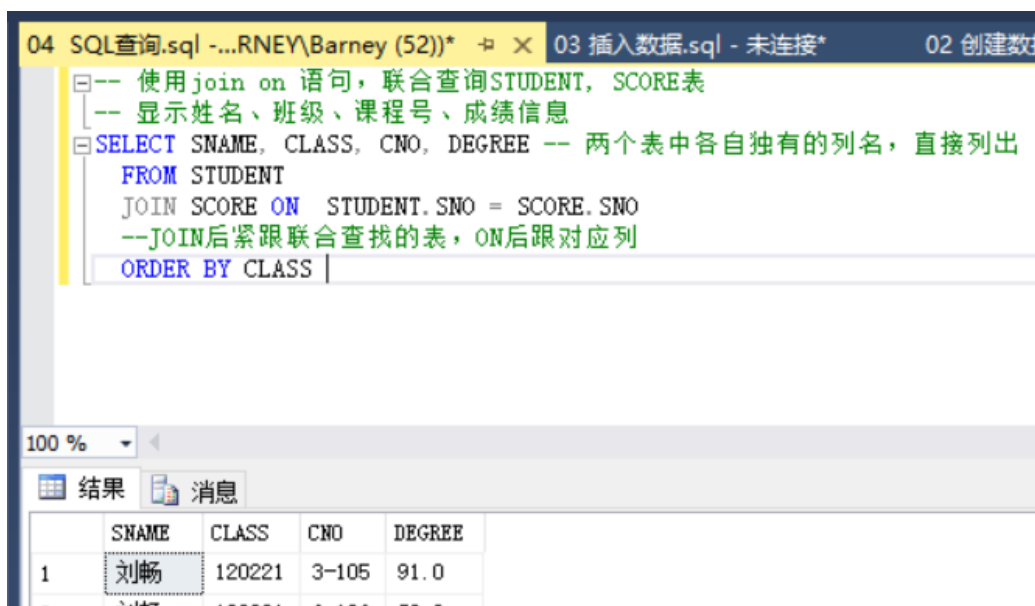 04 SQL查询.sql -...RNEY\Barney (52))* 03 插入数据.sql - 未连接* 02 创建数据
-- 使用join on 语句，联合查询STUDENT, SCORE表
-- 显示姓名、班级、课程号、成绩信息
SELECT SNAME, CLASS, CNO, DEGREE -- 两个表中各自独有的列名，直接列出
FROM STUDENT
JOIN SCORE ON STUDENT.SNO = SCORE.SNO
--JOIN后紧跟联合查找的表，ON后跟对应列
ORDER BY CLASS
100 %
结果 消息
SNAME CLASS CNO DEGREE
1 刘畅 120221 3-105 91.0